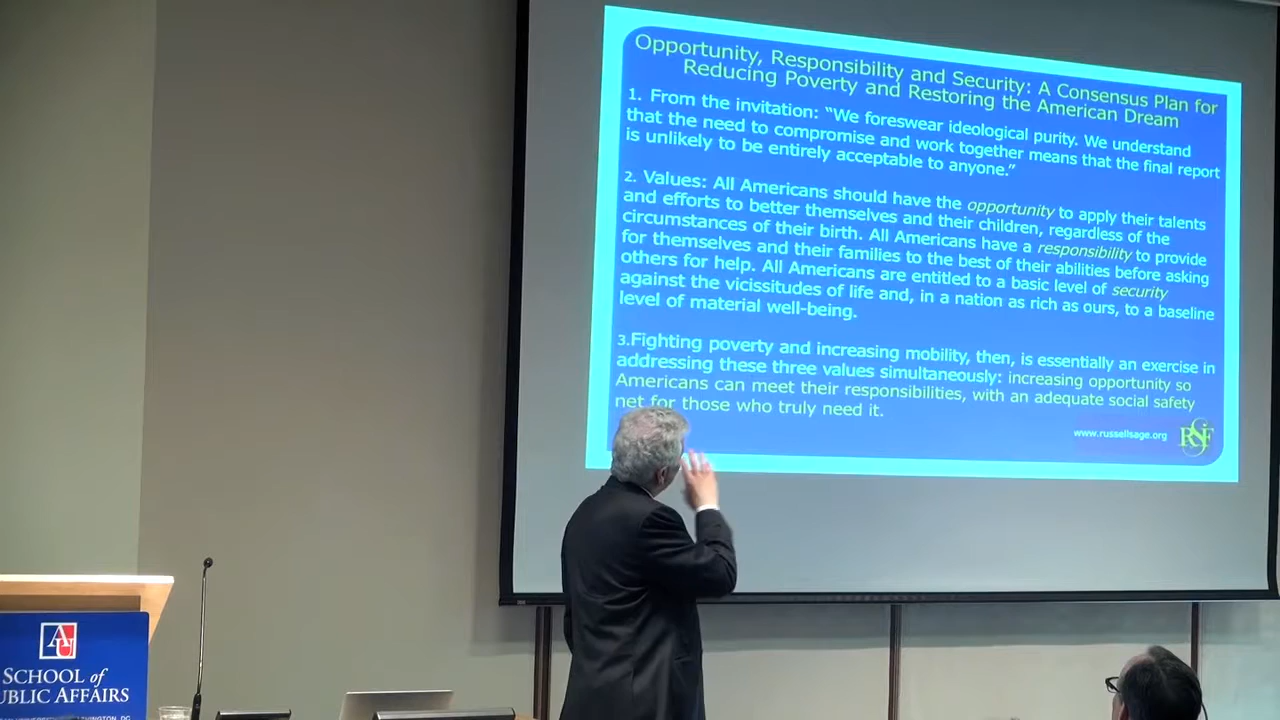 Opportunity, Responsibility and Security: A Consensus Plan for
Reducing Poverty and Restoring the American Dream
1. From the invitation: "We foreswear ideological purity. We understand
that the need to compromise and work together means that the final report
is unlikely to be entirely acceptable to anyone."
2. Values: All Americans should have the opportunity to apply their talents
and efforts to better themselves and their children, regardless of the
circumstances of their birth. All Americans have a responsibility to provide
for themselves and their families to the best of their abilities before asking
others for help. All Americans are entitled to a basic level of security
against the vicissitudes of life and, in a nation as rich as ours, to a baseline
level of material well-being.
3.Fighting poverty and increasing mobility, then, is essentially an exercise in
addressing these three values simultaneously: increasing opportunity so
Americans can meet their responsibilities, with an adequate social safety
net for those who truly need it.
www.russellsage.org
RSF
AU
SCHOOL of
UBLIC AFFAIRS